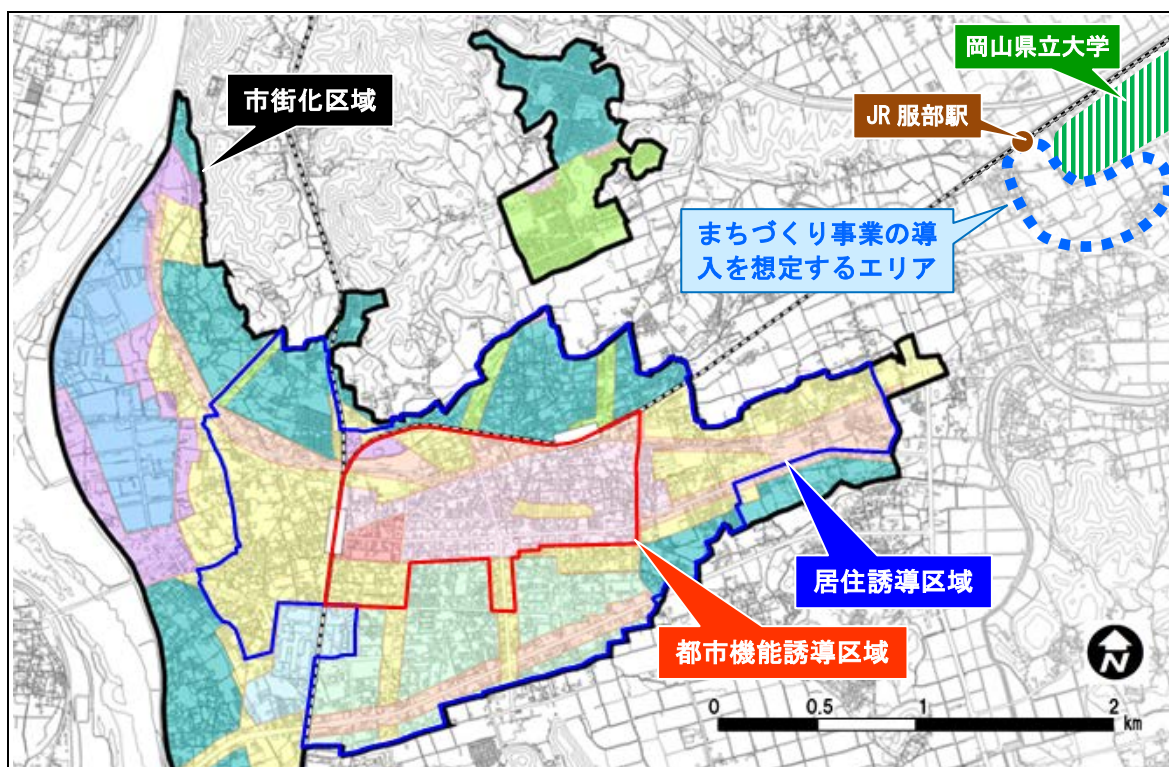 岡山県立大学
市街化区域
JR 服部駅
まちづくり事業の導
入を想定するエリア
居住誘導区域
都市機能誘導区域
N
0 0.5 1 2
km